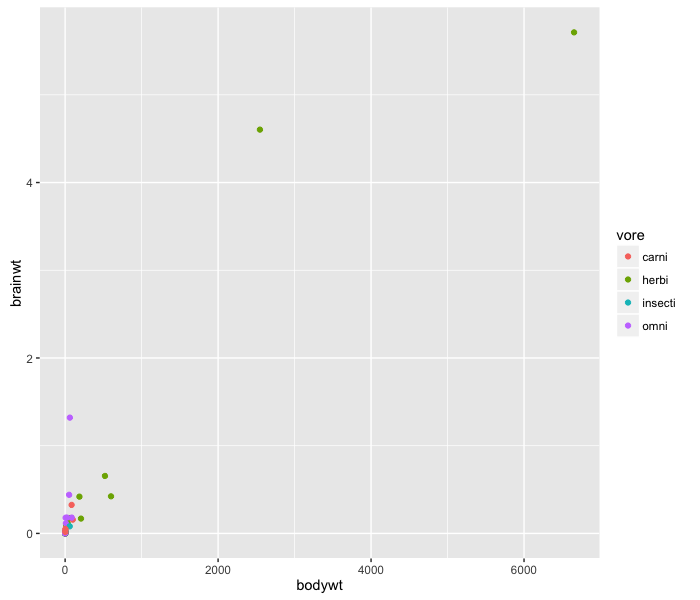 4
2
0
brainwt
0 2000 4000 6000
bodywt
vore
carni
herbi
insecti
omni